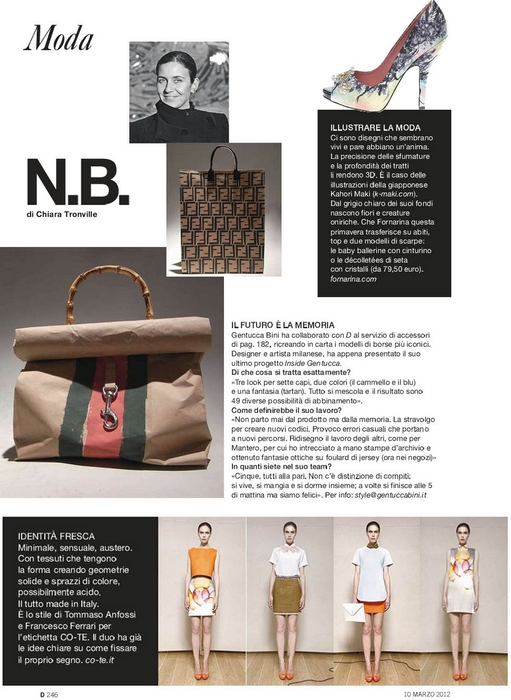 Moda
N.B.
di Chiara Tronville
ILLUSTRARE LA MODA
Ci sono disegni che sembrano
vivi e pare abbiano un'anima.
La precisione delle sfumature
e la profondità dei tratti
li rendono 3D. È il caso delle
illustrazioni della giapponese
Kahori Maki (k-maki.com).
Dal grigio chiaro dei suoi fondi
nascono fiori e creature
oniriche. Che Fornarina questa
primavera trasferisce su abiti,
top e due modelli di scarpe:
le baby ballerine con cinturino
o le décolletées di seta
con cristalli (da 79,50 euro).
fornarina.com
IL FUTURO È LA MEMORIA
Gentucca Bini ha collaborato con D al servizio di accessori
di pag. 182, ricreando in carta i modelli di borse più iconici.
Designer e artista milanese, ha appena presentato il suo
ultimo progetto Inside Gentucca.
Di che cosa si tratta esattamente?
«Tre look per sette capi, due colori (il cammello e il blu)
e una fantasia (tartan). Tutto si mescola e il risultato sono
49 diverse possibilità di abbinamento».
Come definirebbe il suo lavoro?
«Non parto mai dal prodotto ma dalla memoria. La stravolgo
per creare nuovi codici. Provoco errori casuali che portano
a nuovi percorsi. Ridisegno il lavoro degli altri, come per
Mantero, per cui ho intrecciato a mano stampe d'archivio e
ottenuto fantasie ottiche su foulard di jersey (ora nei negozi)»
In quanti siete nel suo team?
«Cinque, tutti alla pari. Non c'è distinzione di compiti;
si vive, si mangia e si dorme insieme; a volte si finisce alle 5
di mattina ma siamo felici». Per info: style@gentuccabini.it
IDENTITÀ FRESCA
Minimale, sensuale, austero.
Con tessuti che tengono
la forma creando geometrie
solide e sprazzi di colore,
possibilmente acido.
Il tutto made in Italy.
È lo stile di Tommaso Anfossi
e Francesco Ferrari per
l'etichetta CO-TE. Il duo ha già
le idee chiare su come fissare
il proprio segno. co-te.it
D 246
10 MARZO 2012